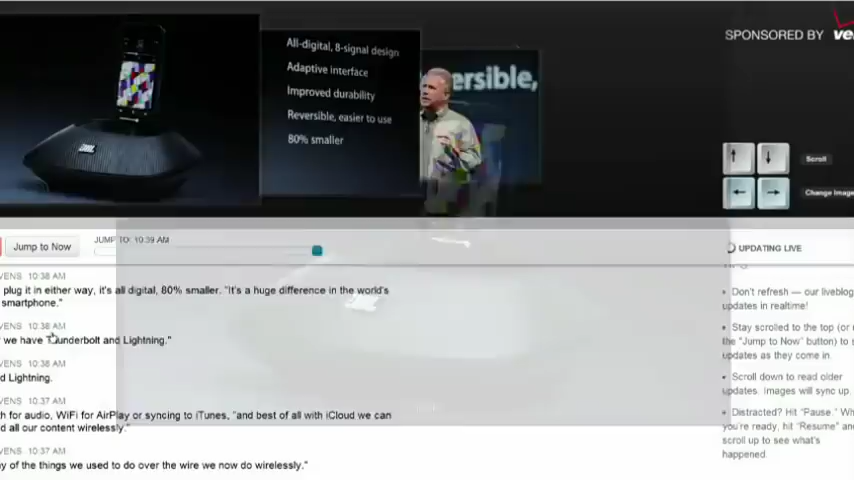 All-digital, 8-signal design
Adaptive interface
Improved durability
Reversible, easier to use
80% smaller
ersible,
JBL
SPONSORED BY ve
Scroll
Change Image
Jump to Now
JUMP TO: 10:39 AM
UPDATING LIVE
VENS 10:38 AM
plug it in either way, it's all digital, 80% smaller. "It's a huge difference in the world's
smartphone."
VENS 10:38 AM
we have Thunderbolt and Lightning."
VENS 10:38 AM
d Lightning.
VENS 10:37 AM
th for audio, WiFi for AirPlay or syncing to iTunes, "and best of all with iCloud we can
d all our content wirelessly."
VENS 10:37 AM
y of the things we used to do over the wire we now do wirelessly."
• Don't refresh — our liveblog
updates in realtime!
• Stay scrolled to the top (or
the "Jump to Now" button) to s
updates as they come in.
• Scroll down to read older
updates. Images will sync up.
• Distracted? Hit "Pause." Wh
you're ready, hit "Resume" and
scroll up to see what's
happened.